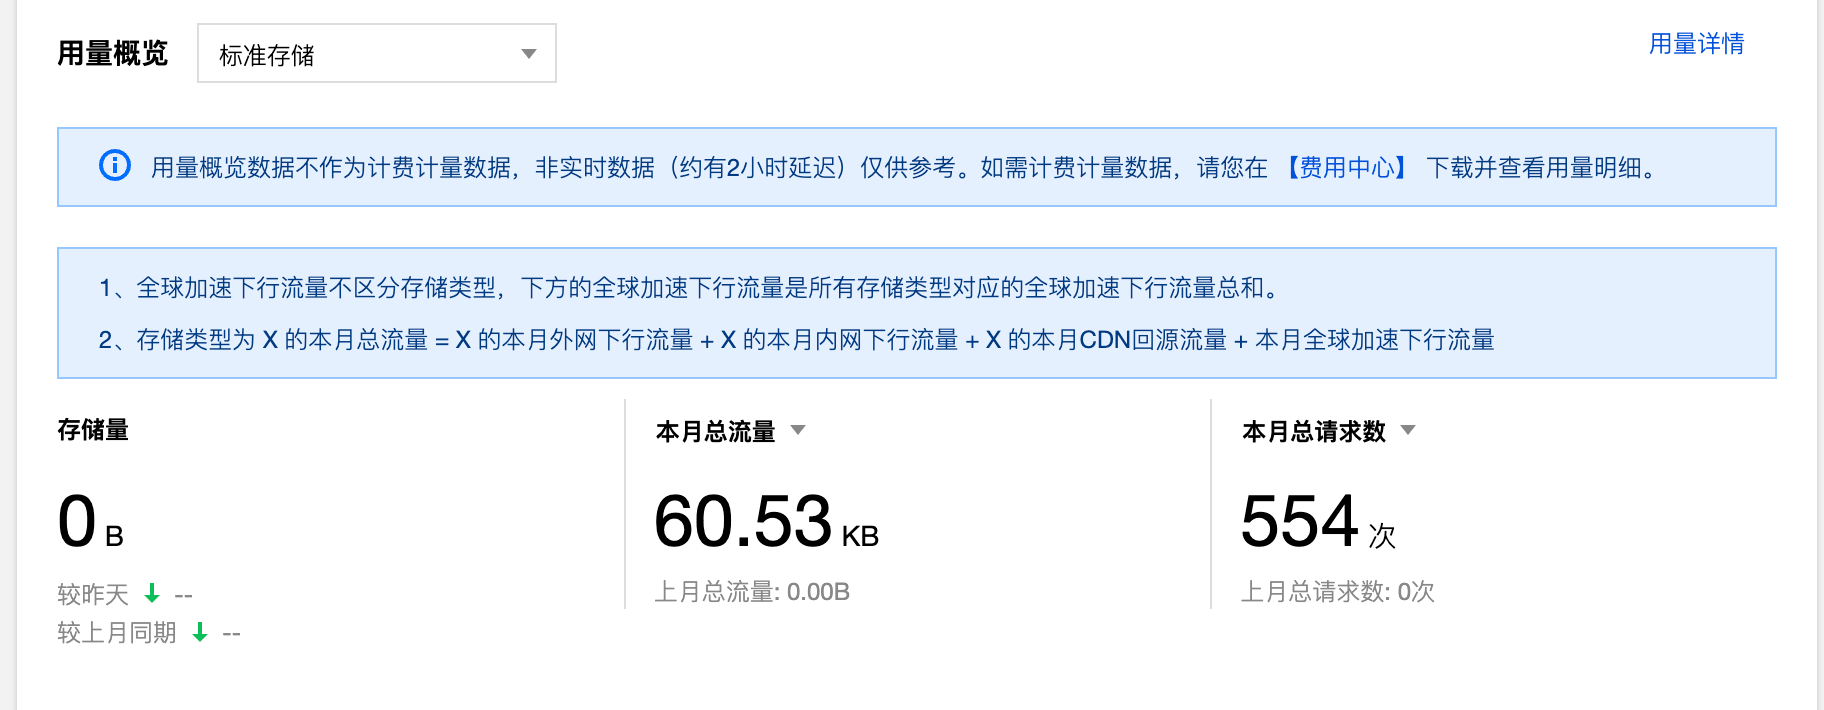 用量概览
标准存储
用量详情
用量概览数据不作为计费计量数据，非实时数据（约有2小时延迟）仅供参考。如需计费计量数据，请您在 【费用中心】 下载并查看用量明细。
1、全球加速下行流量不区分存储类型，下方的全球加速下行流量是所有存储类型对应的全球加速下行流量总和。
2、存储类型为 X 的本月总流量 = X 的本月外网下行流量 + X 的本月内网下行流量 + X 的本月CDN回源流量 + 本月全球加速下行流量
存储量
0 B
较昨天 --
较上月同期 --
本月总流量
60.53 KB
上月总流量: 0.00B
本月总请求数
554 次
上月总请求数: 0次